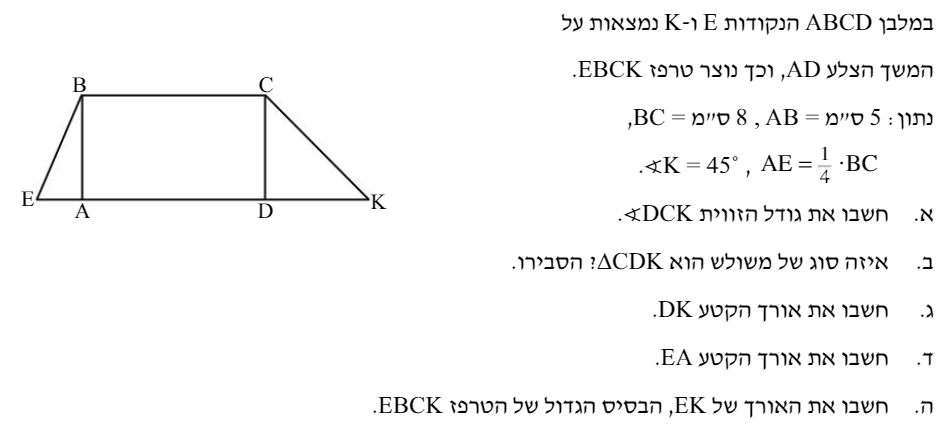 במלבן ABCD הנקודות E ו-K נמצאות על
המשך הצלע AD, וכך נוצר טרפז EBCK.
נתון: 5 ס״מ = AB , 8 ס״מ = BC,
∢K = 45° , AE = 1/4 ·BC.
א. חשבו את גודל הזווית ∢DCK.
ב. איזה סוג של משולש הוא ΔCDK? הסבירו.
ג. חשבו את אורך הקטע DK.
ד. חשבו את אורך הקטע EA.
ה. חשבו את האורך של EK, הבסיס הגדול של הטרפז EBCK.
B C
E A D K